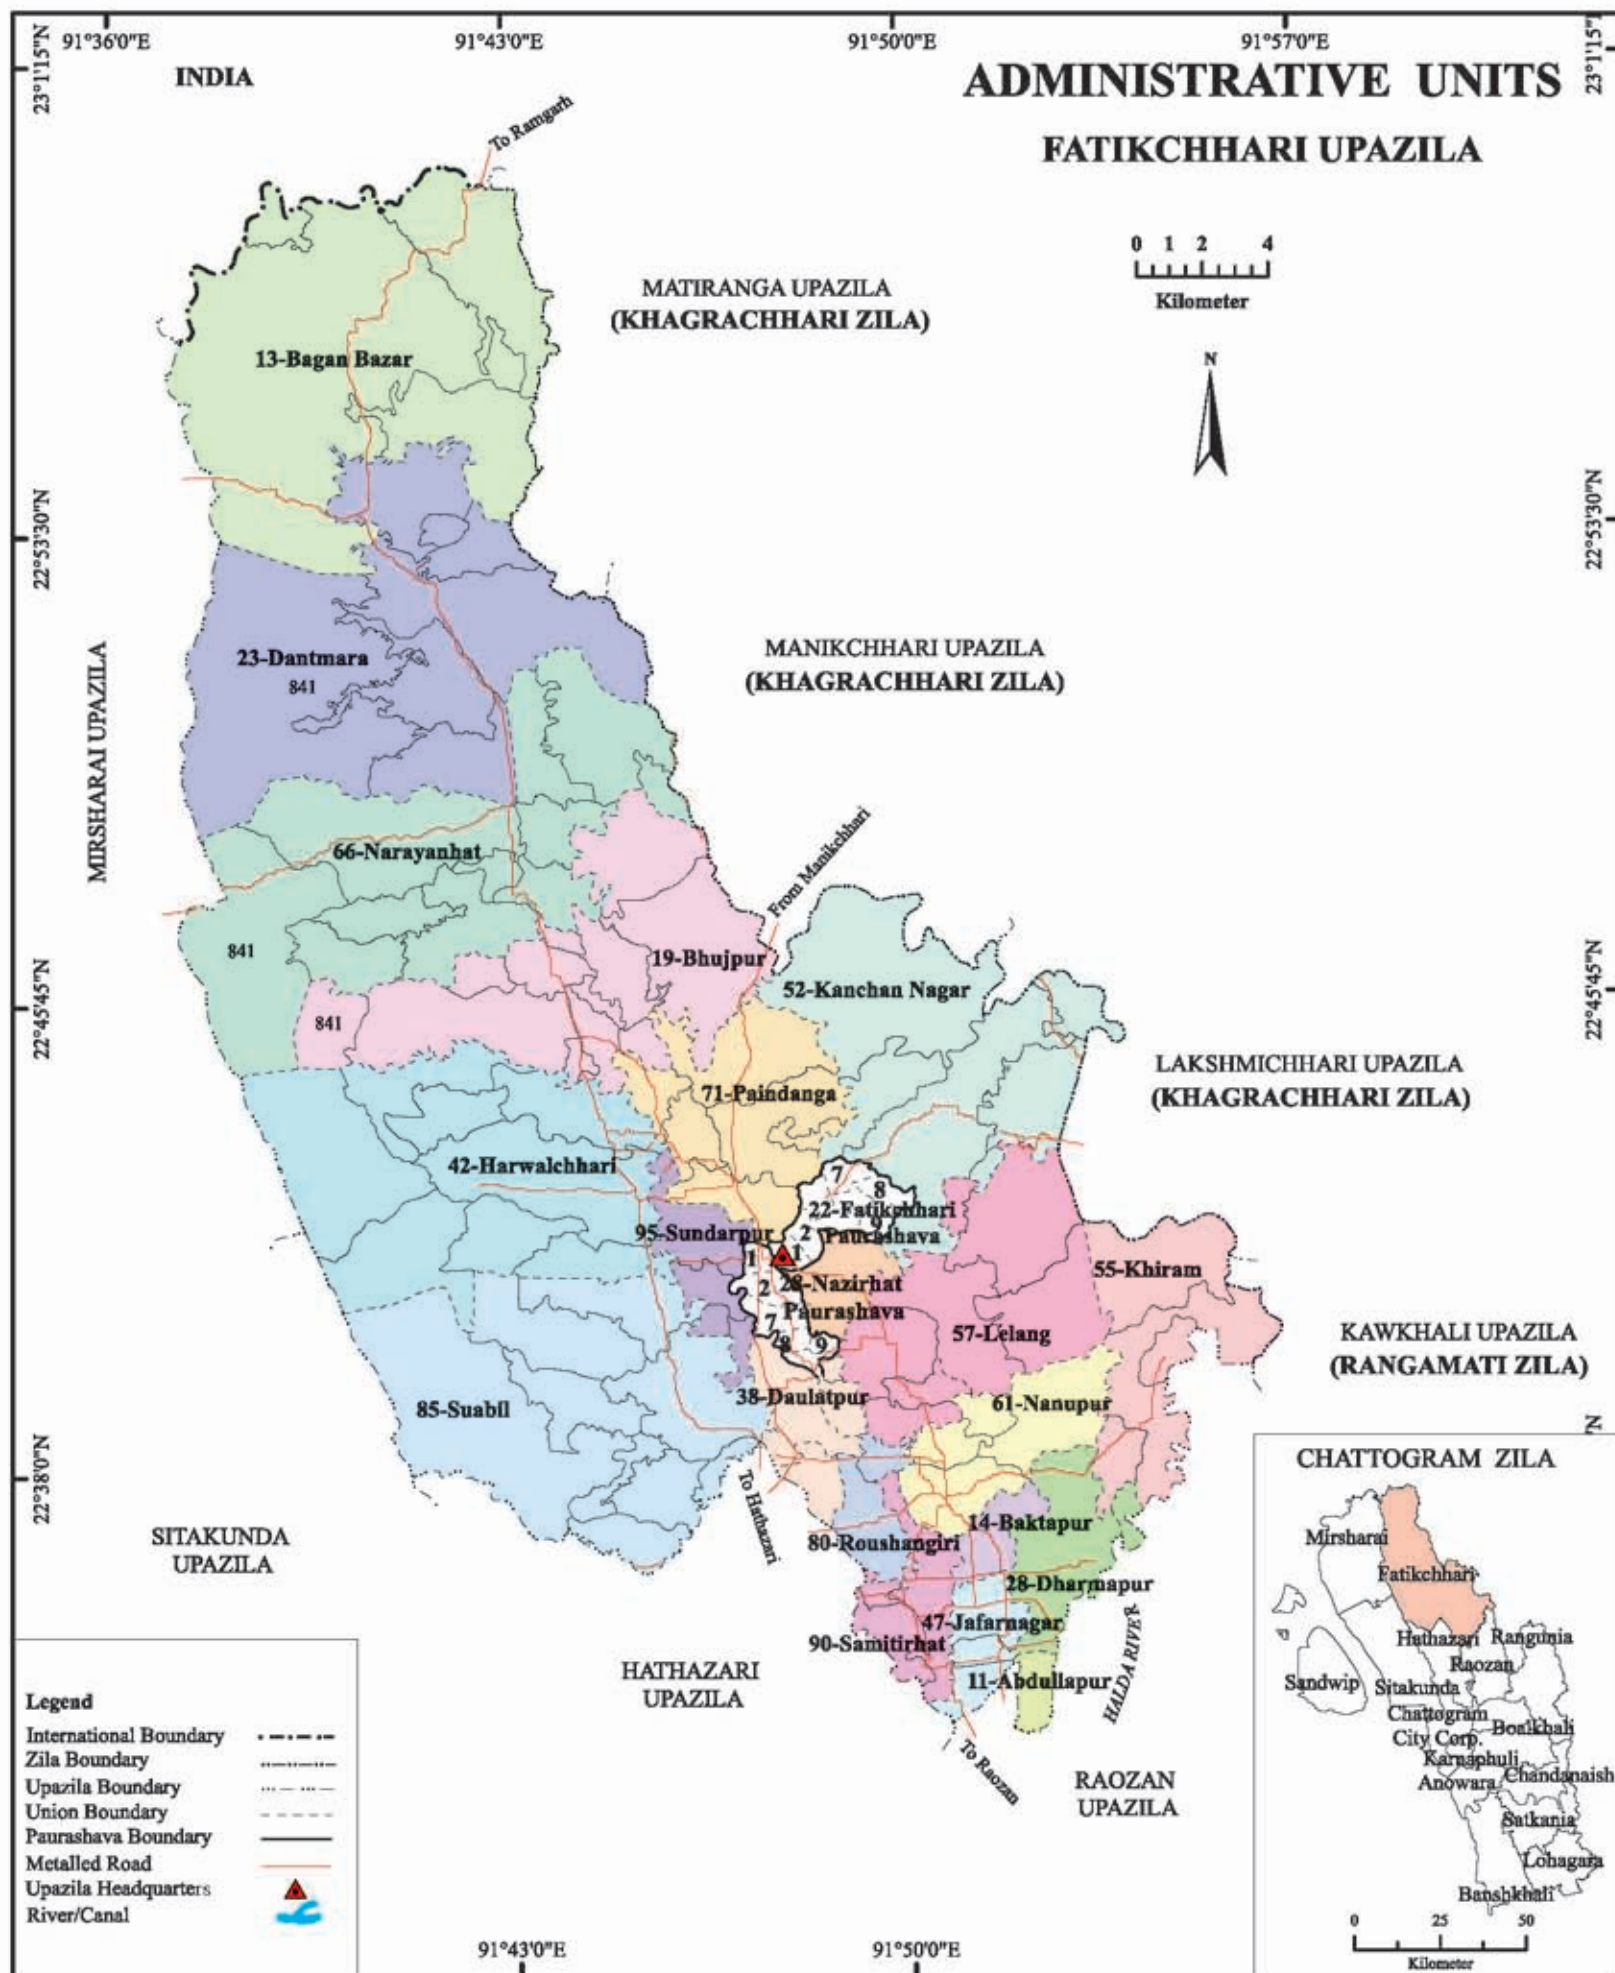 91°36'0"E
91°43'0"E
91°50'0"E
91°57'0"E
23°1'15"N
23°1'15"
INDIA
ADMINISTRATIVE UNITS
FATIKCHHARI UPAZILA
To Ramgarh
0 1 2 4
Kilometer
MATIRANGA UPAZILA
(KHAGRACHHARI ZILA)
N
13-Bagan Bazar
22°53'30"N
22°53'30"N
MANIKCHHARI UPAZILA
(KHAGRACHHARI ZILA)
23-Dantmara
841
MIRSHARAI UPAZILA
From Manikchhari
66-Narayanhat
841
19-Bhujpur
52-Kanchan Nagar
841
22°45'45"N
22°45'45"N
LAKSHMICHHARI UPAZILA
(KHAGRACHHARI ZILA)
71-Paindanga
42-Harwalchhari
7
8
22-Fatikchhari
9
2
Paurashava
95-Sundarpur
1
1
55-Khiram
2
28-Nazirhat
Paurashava
7
8
9
57-Lelang
KAWKHALI UPAZILA
(RANGAMATI ZILA)
38-Daulatpur
61-Nanupur
85-Suabil
22°38'0"N
N
To Hathazari
SITAKUNDA
UPAZILA
14-Baktapur
80-Roushangiri
28-Dharmapur
47-Jafarnagar
90-Samitirhat
HALDA RIVER
11-Abdullapur
HATHAZARI
UPAZILA
To Raozan
RAOZAN
UPAZILA
Legend
International Boundary
Zila Boundary
Upazila Boundary
Union Boundary
Paurashava Boundary
Metalled Road
Upazila Headquarters
River/Canal
91°43'0"E
91°50'0"E
CHATTOGRAM ZILA
Mirsharai
Fatikchhari
Hathazari
Rangunia
Raozan
Sandwip
Sitakunda
Chattogram
City Corp.
Boalkhali
Karnaphuli
Anowara
Chandanaish
Satkania
Lohagara
Banshkhali
0 25 50
Kilometer